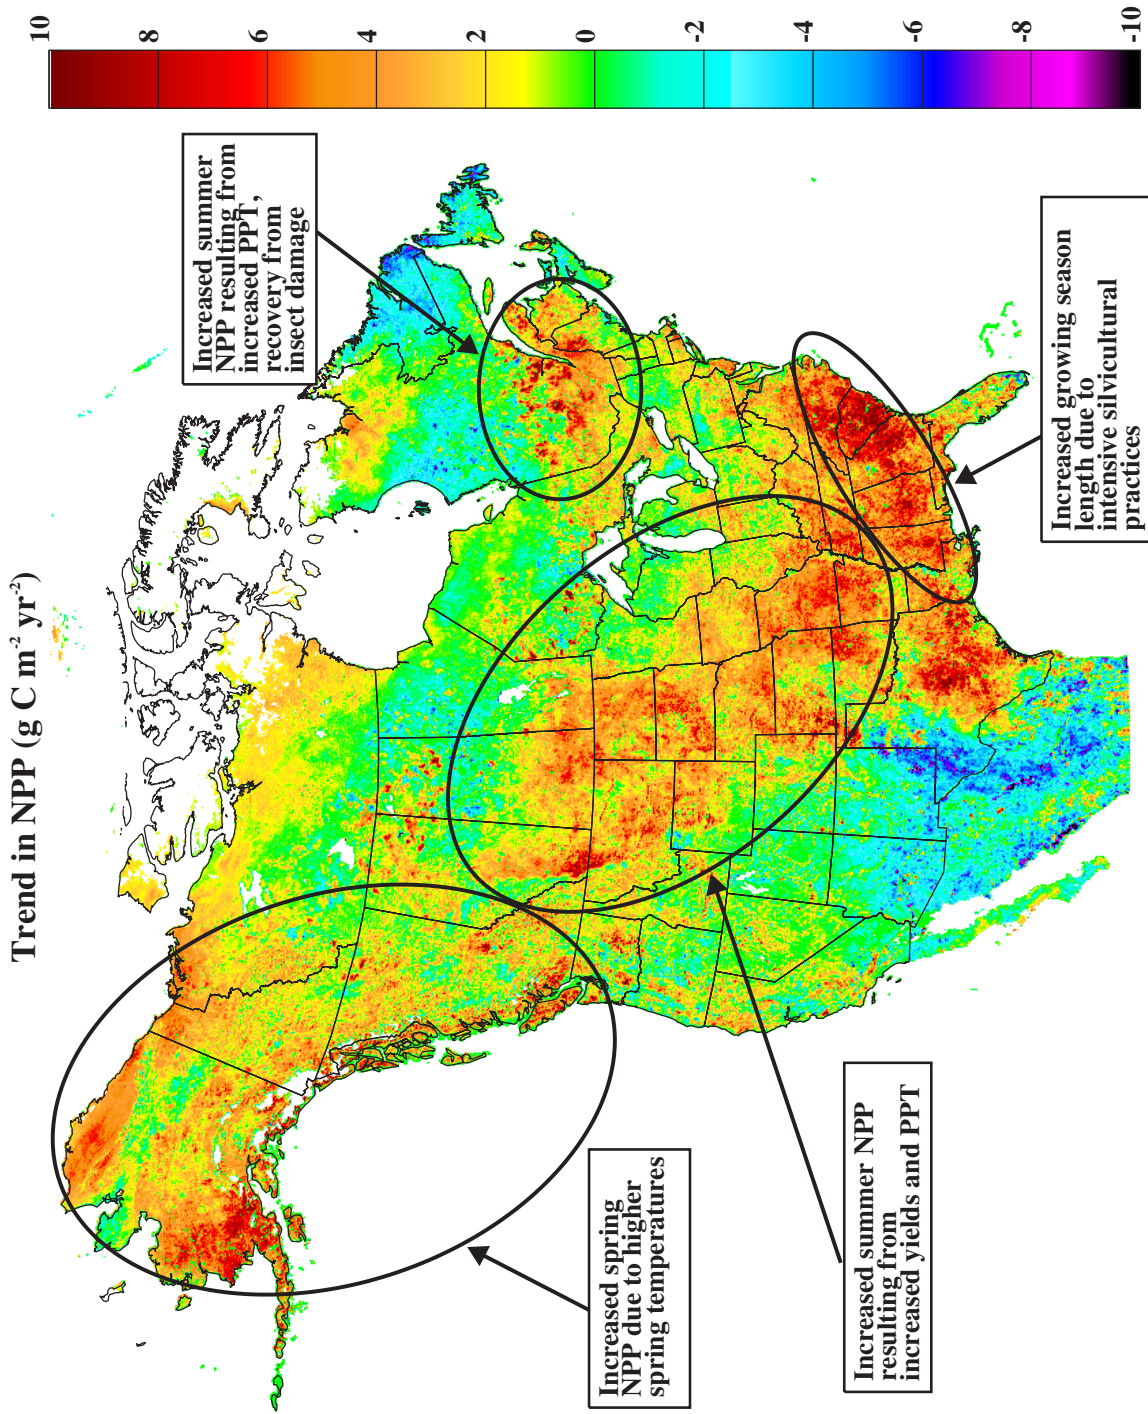 Trend in NPP (g C m-2 yr-2)
10
8
6
4
2
0
-2
-4
-6
-8
-10
Increased summer
NPP resulting from
increased PPT,
recovery from
insect damage
Increased growing season
length due to
intensive silvicultural
practices
Increased spring
NPP due to higher
spring temperatures
Increased summer NPP
resulting from
increased yields and PPT